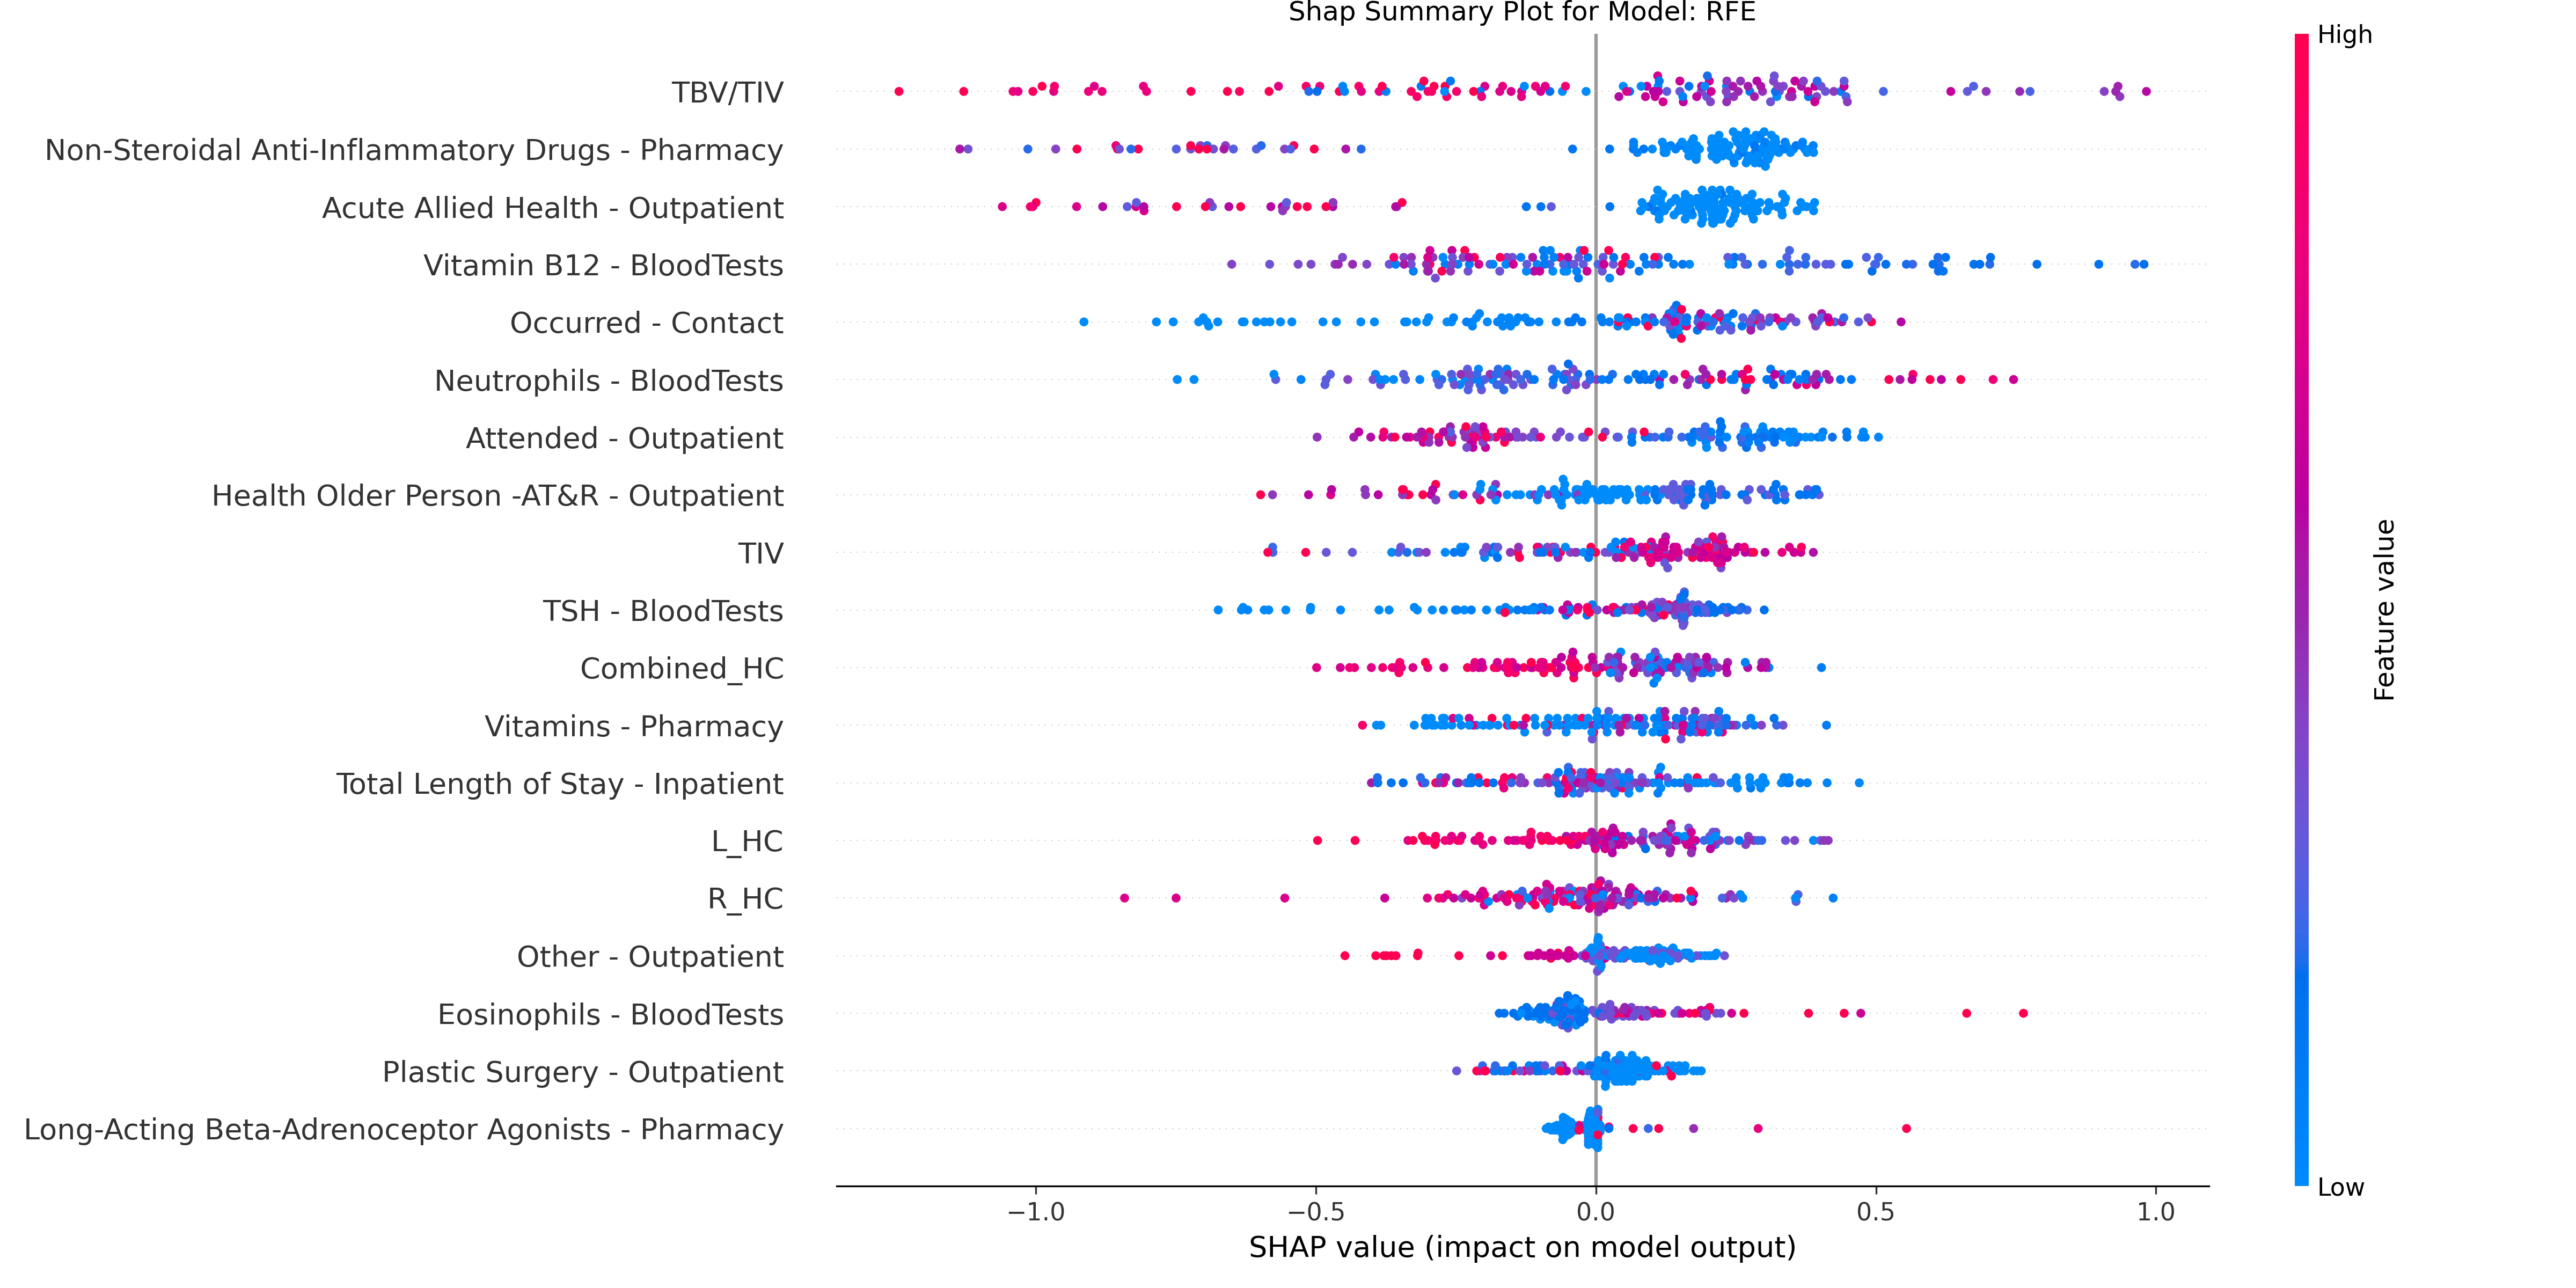 Shap Summary Plot for Model: RFE
High
TBV/TIV
Non-Steroidal Anti-Inflammatory Drugs - Pharmacy
Acute Allied Health - Outpatient
Vitamin B12 - BloodTests
Occurred - Contact
Neutrophils - BloodTests
Attended - Outpatient
Health Older Person -AT&R - Outpatient
TIV
TSH - BloodTests
Combined_HC
Vitamins - Pharmacy
Total Length of Stay - Inpatient
L_HC
R_HC
Other - Outpatient
Eosinophils - BloodTests
Plastic Surgery - Outpatient
Long-Acting Beta-Adrenoceptor Agonists - Pharmacy
Feature value
Low
−1.0 −0.5 0.0 0.5 1.0
SHAP value (impact on model output)